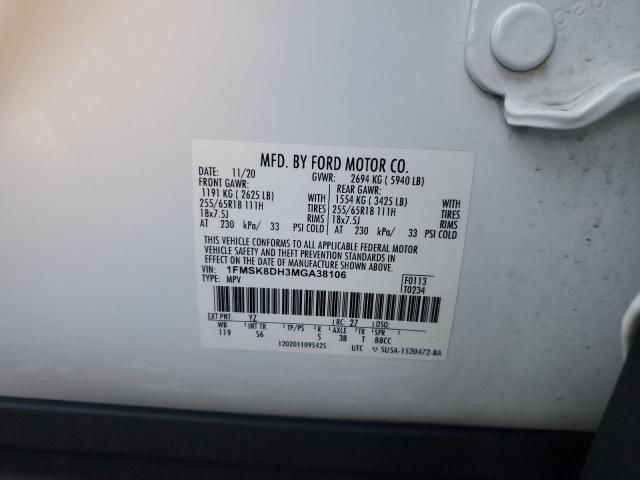 MFD. BY FORD MOTOR CO.
DATE: 11/20 GVWR: 2694 KG ( 5940 LB)
FRONT GAWR: REAR GAWR:
1191 KG ( 2625 LB) WITH 1554 KG ( 3425 LB) WITH
255/65R18 111H TIRES 255/65R18 111H TIRES
18x7.5J RIMS 18x7.5J RIMS
AT 230 kPa/ 33 PSI COLD AT 230 kPa/ 33 PSI COLD
THIS VEHICLE CONFORMS TO ALL APPLICABLE FEDERAL MOTOR
VEHICLE SAFETY AND THEFT PREVENTION STANDARDS IN
EFFECT ON THE DATE OF MANUFACTURE SHOWN ABOVE.
VIN: 1FMSK8DH3MGA38106 F0113
TYPE: MPV T0234
EXT PNT: YZ RC: 27 DSO:
WB INT TR TP/PS R AXLE TR SPR
119 S6 S 3B T BBCC
1202011095425 UTC ▽ SU5A-1520472-BA